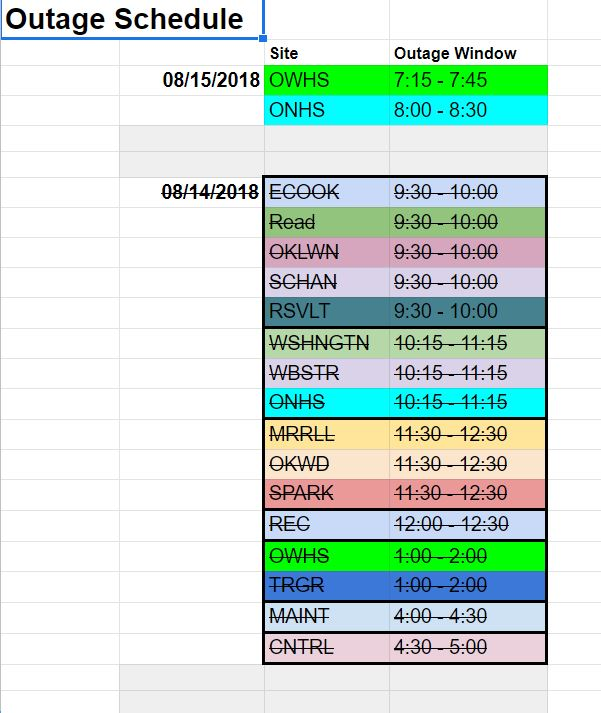 Outage Schedule
Site Outage Window
08/15/2018 OWHS 7:15 - 7:45
ONHS 8:00 - 8:30
08/14/2018 ECOOK 9:30 - 10:00
Read 9:30 - 10:00
OKLWN 9:30 - 10:00
SCHAN 9:30 - 10:00
RSVLT 9:30 - 10:00
WSHNGTN 10:15 - 11:15
WBSTR 10:15 - 11:15
ONHS 10:15 - 11:15
MRRLL 11:30 - 12:30
OKWD 11:30 - 12:30
SPARK 11:30 - 12:30
REC 12:00 - 12:30
OWHS 1:00 - 2:00
TRGR 1:00 - 2:00
MAINT 4:00 - 4:30
CNTRL 4:30 - 5:00